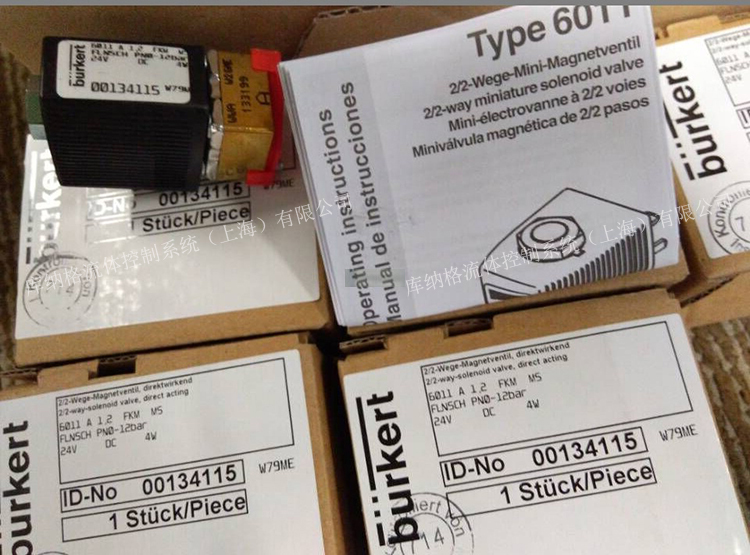 bürkert
6011 A 1,2 FKM MS
FLNSCH PN0-12bar
24V DC 4W
00134115 W79ME
133199
A
Type 6011
2/2-Wege-Mini-Magnetventil
2/2-way miniature solenoid valve
Mini-électrovanne à 2/2 voies
Miniválvula magnética de 2/2 pasos
Operating instructions
Manual de instrucciones
bürkert
bürkert
ID-No 00134115
1 Stück/Piece
W79ME
库纳格流体控制系统（上海）有限公司
库纳格流体控制系统（上海）有限公司
bürkert
2/2-Wege-Magnetventil, direktwirkend
2/2-way-solenoid valve, direct acting
6011 A 1,2 FKM MS
FLNSCH PN0-12bar
24V DC 4W
ID-No 00134115
W79ME
1 Stück/Piece
bürkert
2/2-Wege-Magnetventil, direktwirkend
2/2-way-solenoid valve, direct acting
6011 A 1,2 FKM MS
FLNSCH PN0-12bar
24V DC 4W
ID-No 00134115
W79ME
1 Stück/Piece
714